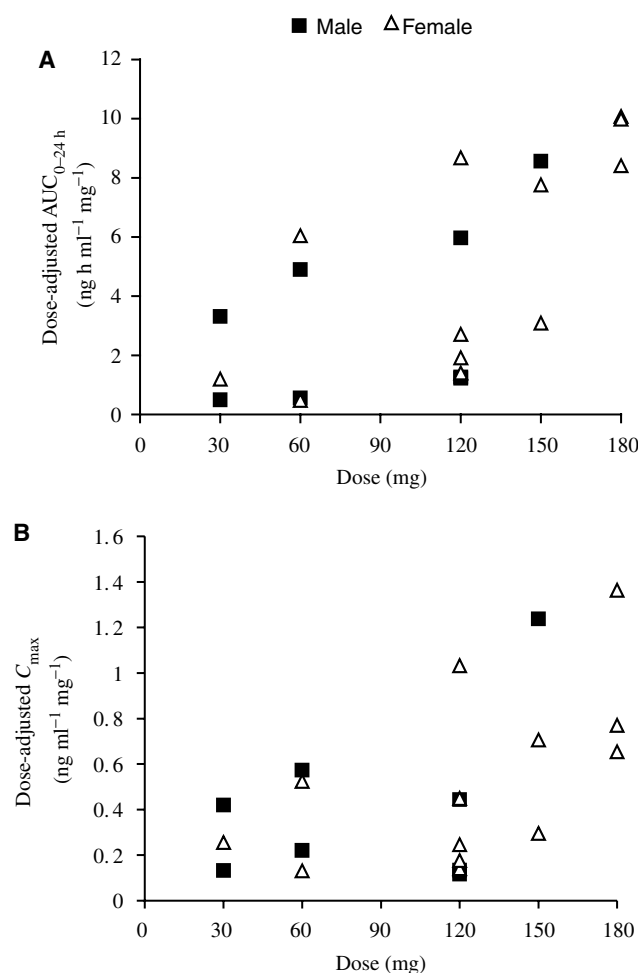 Male Female
A
12
10
8
6
4
2
0
Dose-adjusted AUC0–24 h
(ng h ml−1 mg−1)
0 30 60 90 120 150 180
Dose (mg)
B
1.6
1.4
1.2
1
0.8
0.6
0.4
0.2
0
Dose-adjusted Cmax
(ng ml−1 mg−1)
0 30 60 90 120 150 180
Dose (mg)